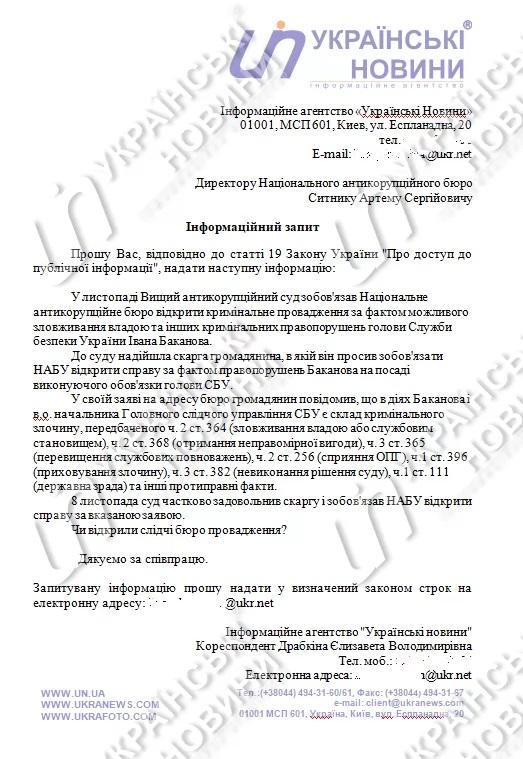 УКРАЇНСЬКІ
НОВИНИ
інформаційне агентство
Інформаційне агентство «Українські Новини»
01001, МСП 601, Киев, ул. Еспланадна, 20
тел.
E-mail: @ukr.net
Директору Національного антикорупційного бюро
Ситнику Артему Сергійовичу
Інформаційний запит
Прошу Вас, відповідно до статті 19 Закону України "Про доступ до
публічної інформації", надати наступну інформацію:
У листопаді Вищий антикорупційний суд зобов'язав Національне
антикорупційне бюро відкрити кримінальне провадження за фактом можливого
зловживання владою та інших кримінальних правопорушень голови Служби
безпеки України Івана Баканова.
До суду надійшла скарга громадянина, в якій він просив зобов'язати
НАБУ відкрити справу за фактом правопорушень Баканова на посаді
виконуючого обов'язки голови СБУ.
У своїй заяві на адресу бюро громадянин повідомив, що в діях Баканова і
в.о. начальника Головного слідчого управління СБУ є склад кримінального
злочину, передбаченого ч. 2 ст. 364 (зловживання владою або службовим
становищем), ч. 2 ст. 368 (отримання неправомірної вигоди), ч. 3 ст. 365
(перевищення службових повноважень), ч. 2 ст. 256 (сприяння ОПГ), ч.1 ст. 396
(приховування злочину), ч. 3 ст. 382 (невиконання рішення суду), ч.1 ст. 111
(державна зрада) та інші протиправні факти.
8 листопада суд частково задовольнив скаргу і зобов'язав НАБУ відкрити
справу за вказаною заявою.
Чи відкрили слідчі бюро провадження?
Дякуємо за співпрацю.
Запитувану інформацію прошу надати у визначений законом строк на
електронну адресу: @ukr.net
Інформаційне агентство "Українські новини"
Кореспондент Драбкіна Єлизавета Володимирівна
Тел. моб.:
Електронна адреса: @ukr.net
WWW.UN.UA
WWW.UKRANEWS.COM
WWW.UKRAFOTO.COM
Тел.:(+38044) 494-31-60/61, Факс: (+38044) 494-31-67
e-mail: client@ukranews.com
01001 МСП 601, Україна, Київ, вул. Еспланадна, 20